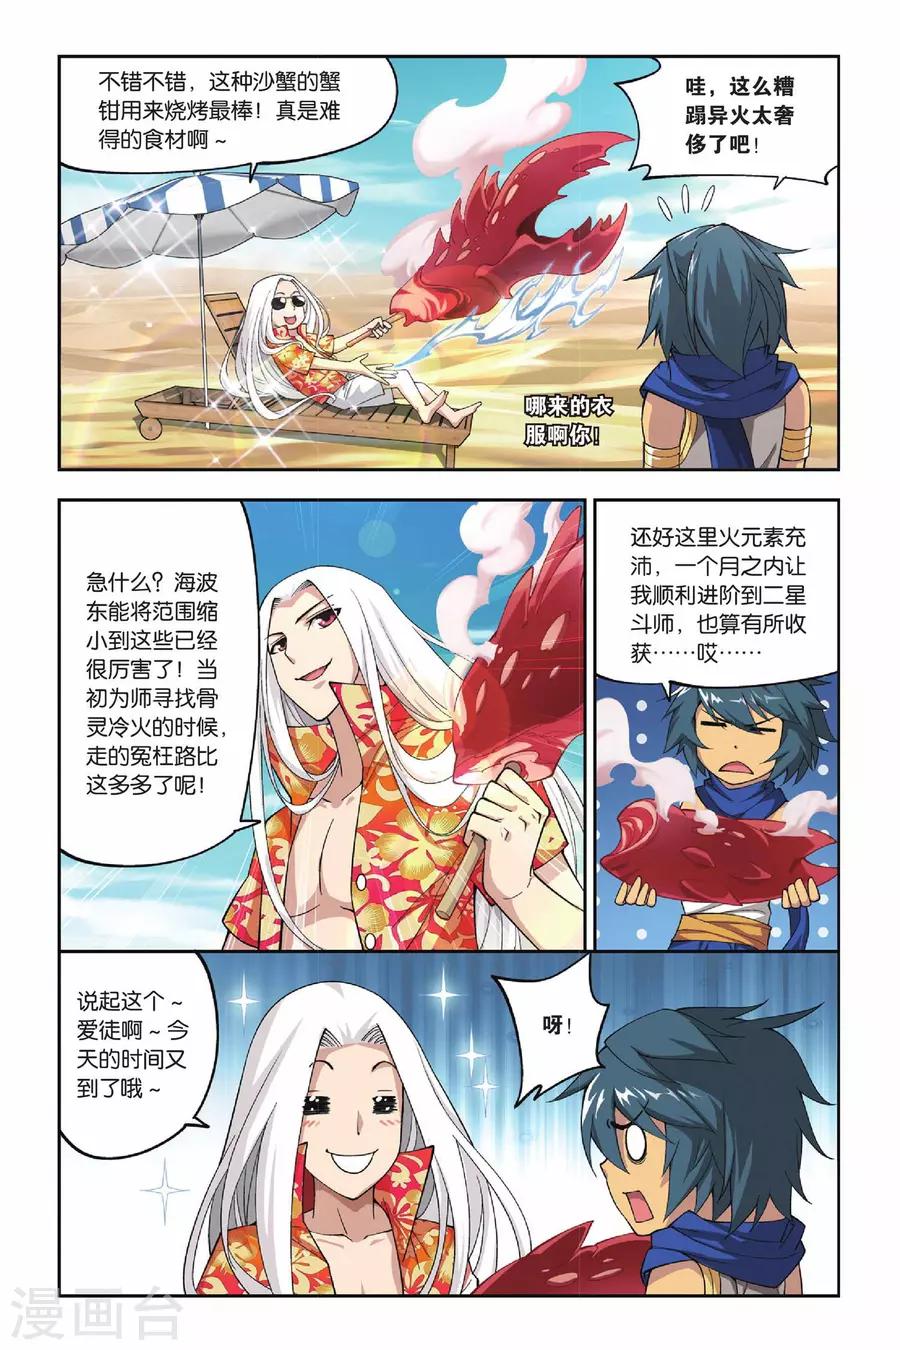 不错不错，这种沙蟹的蟹
钳用来烧烤最棒！真是难
得的食材啊~
哇，这么糟
蹋异火太奢
侈了吧！
哪来的衣
服啊你！
急什么？海波
东能将范围缩
小到这些已经
很厉害了！当
初为师寻找骨
灵冷火的时候，
走的冤枉路比
这多多了呢！
还好这里火元素充
沛，一个月之内让
我顺利进阶到二星
斗师，也算有所收
获……哎……
说起这个~
爱徒啊~今
天的时间又
到了哦~
呀！
漫画台